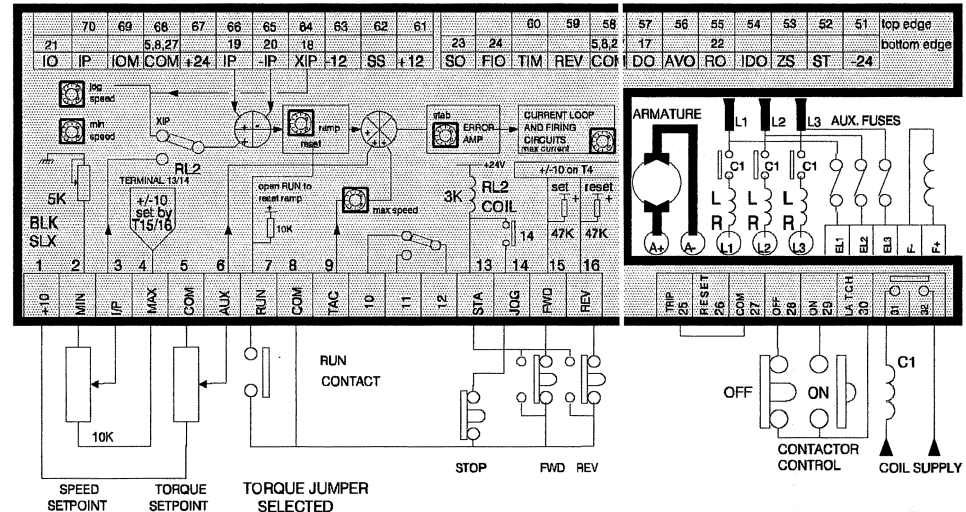 70 69 68 67 66 65 64 63 62 61 60 59 58 57 56 55 54 53 52 51 top edge
21 5,8,27 19 20 18 23 24 5,8,2 17 22 bottom edge
IO IP IOM COM +24 IP -IP XIP -12 SS +12 SO FIO TIM REV COM DO AVO RO IDO ZS ST -24
jog
speed
min
speed
XIP
+ -
ramp
reset
stab
ERROR
AMP
CURRENT LOOP
AND FIRING
CIRCUITS
max current
ARMATURE
L1 L2 L3 AUX. FUSES
C1 C1 C1
RL2
TERMINAL 13/14
+/-10
set by
T15/16
open RUN to
reset ramp
+
10K
max speed
+24V
3K
RL2
COIL
14
+/-10 on T4
set reset
+ +
47K 47K
5K
BLK
SLX
L L L
R R R
A+ A- L1 L2 L3 EL1 EL2 EL3 F- F+
1 2 3 4 5 6 7 8 9 10 11 12 13 14 15 16
+10 MIN I/P MAX COM AUX RUN COM TAC STA JOG FWD REV
TRIP 25 RESET 26 COM 27 OFF 28 ON 29 LATCH 30 31 32
10K
RUN
CONTACT
OFF ON
C1
STOP FWD REV
CONTACTOR
CONTROL
COIL SUPPLY
SPEED
SETPOINT
TORQUE
SETPOINT
TORQUE JUMPER
SELECTED